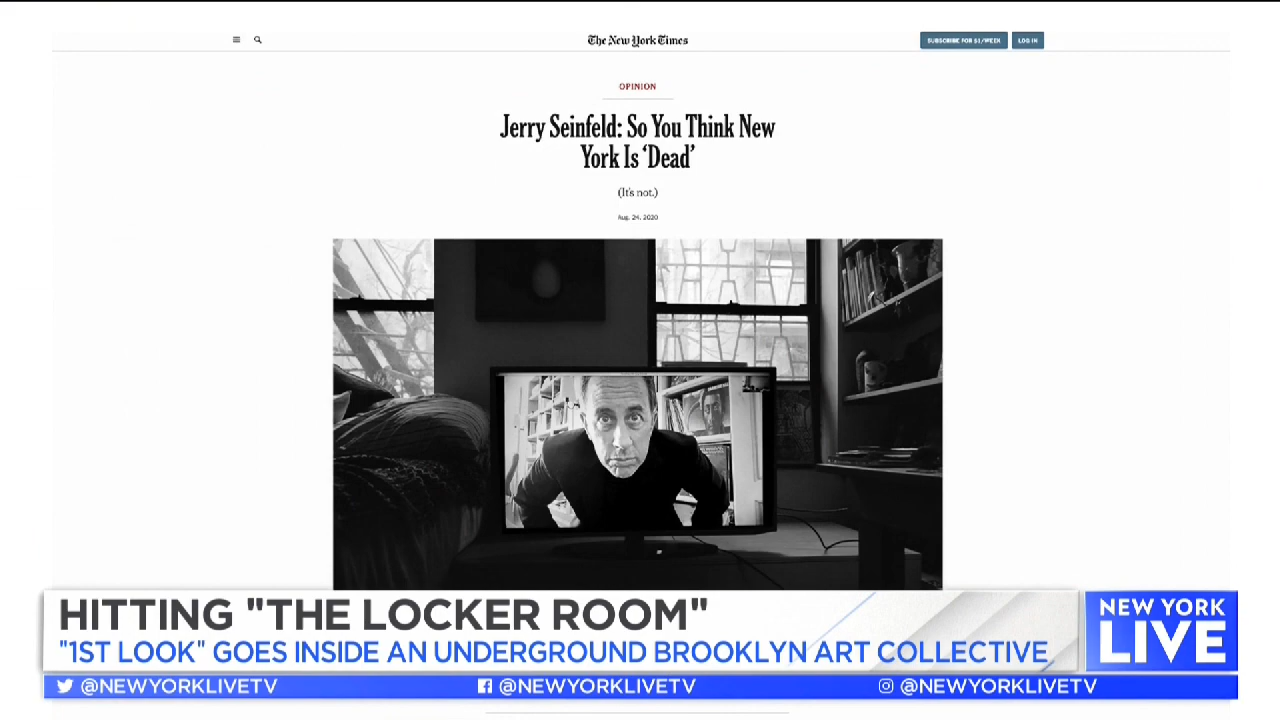 The New York Times
SUBSCRIBE FOR $1/WEEK
LOG IN
OPINION
Jerry Seinfeld: So You Think New
York Is ‘Dead’
(It's not.)
Aug. 24, 2020
HITTING "THE LOCKER ROOM"
"1ST LOOK" GOES INSIDE AN UNDERGROUND BROOKLYN ART COLLECTIVE
NEW YORK
LIVE
@NEWYORKLIVETV
@NEWYORKLIVETV
@NEWYORKLIVETV